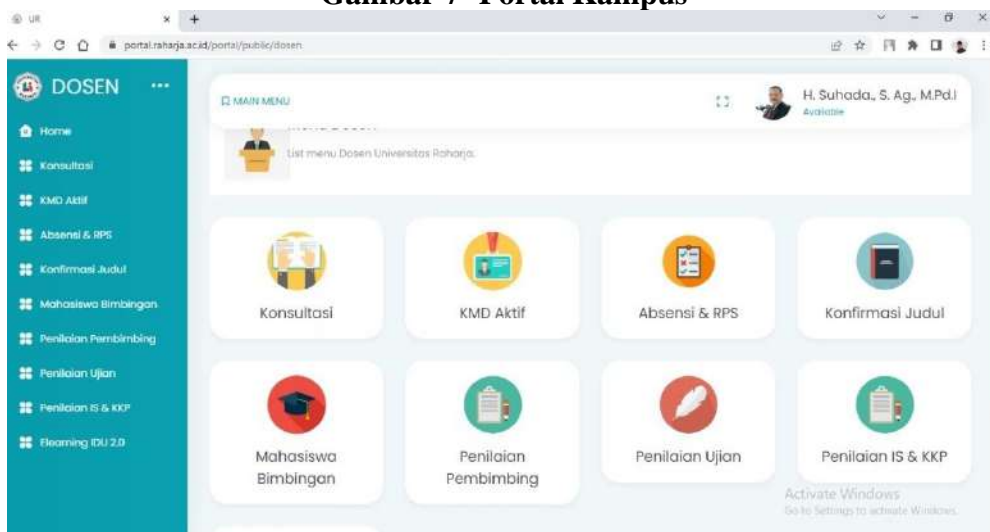 Gambar 7 Portal Kampus
UR
portal.raharja.ac.id/portal/public/dosen
DOSEN
MAIN MENU
H. Suhada,, S. Ag., M.Pd.I
Available
Home
List menu Dosen Universitas Raharja.
Konsultasi
KMD Aktif
Absensi & RPS
Konfirmasi Judul
Mahasiswa Bimbingan
Penilaian Pembimbing
Penilaian Ujian
Penilaian IS & KKP
Elearning IDU 2.0
Konsultasi
KMD Aktif
Absensi & RPS
Konfirmasi Judul
Mahasiswa
Bimbingan
Penilaian
Pembimbing
Penilaian Ujian
Penilaian IS & KKP
Activate Windows
Go to Settings to activate Windows.